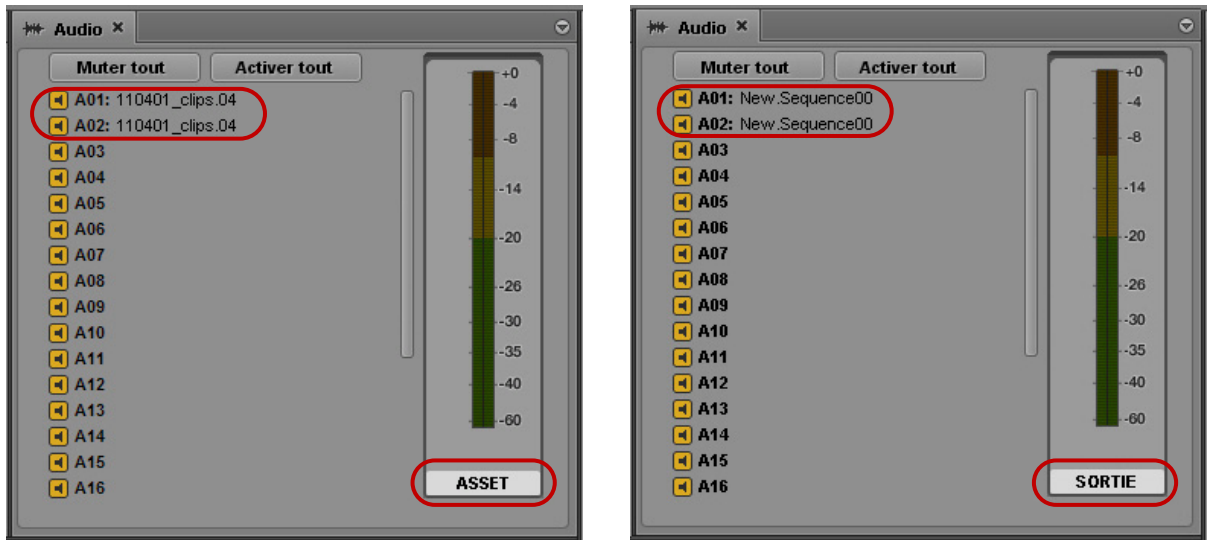 Audio ×
Muter tout Activer tout
A01: 110401_clips.04
A02: 110401_clips.04
A03
A04
A05
A06
A07
A08
A09
A10
A11
A12
A13
A14
A15
A16
+0
-4
-8
-14
-20
-26
-30
-35
-40
-60
ASSET
Audio ×
Muter tout Activer tout
A01: New.Sequence00
A02: New.Sequence00
A03
A04
A05
A06
A07
A08
A09
A10
A11
A12
A13
A14
A15
A16
+0
-4
-8
-14
-20
-26
-30
-35
-40
-60
SORTIE